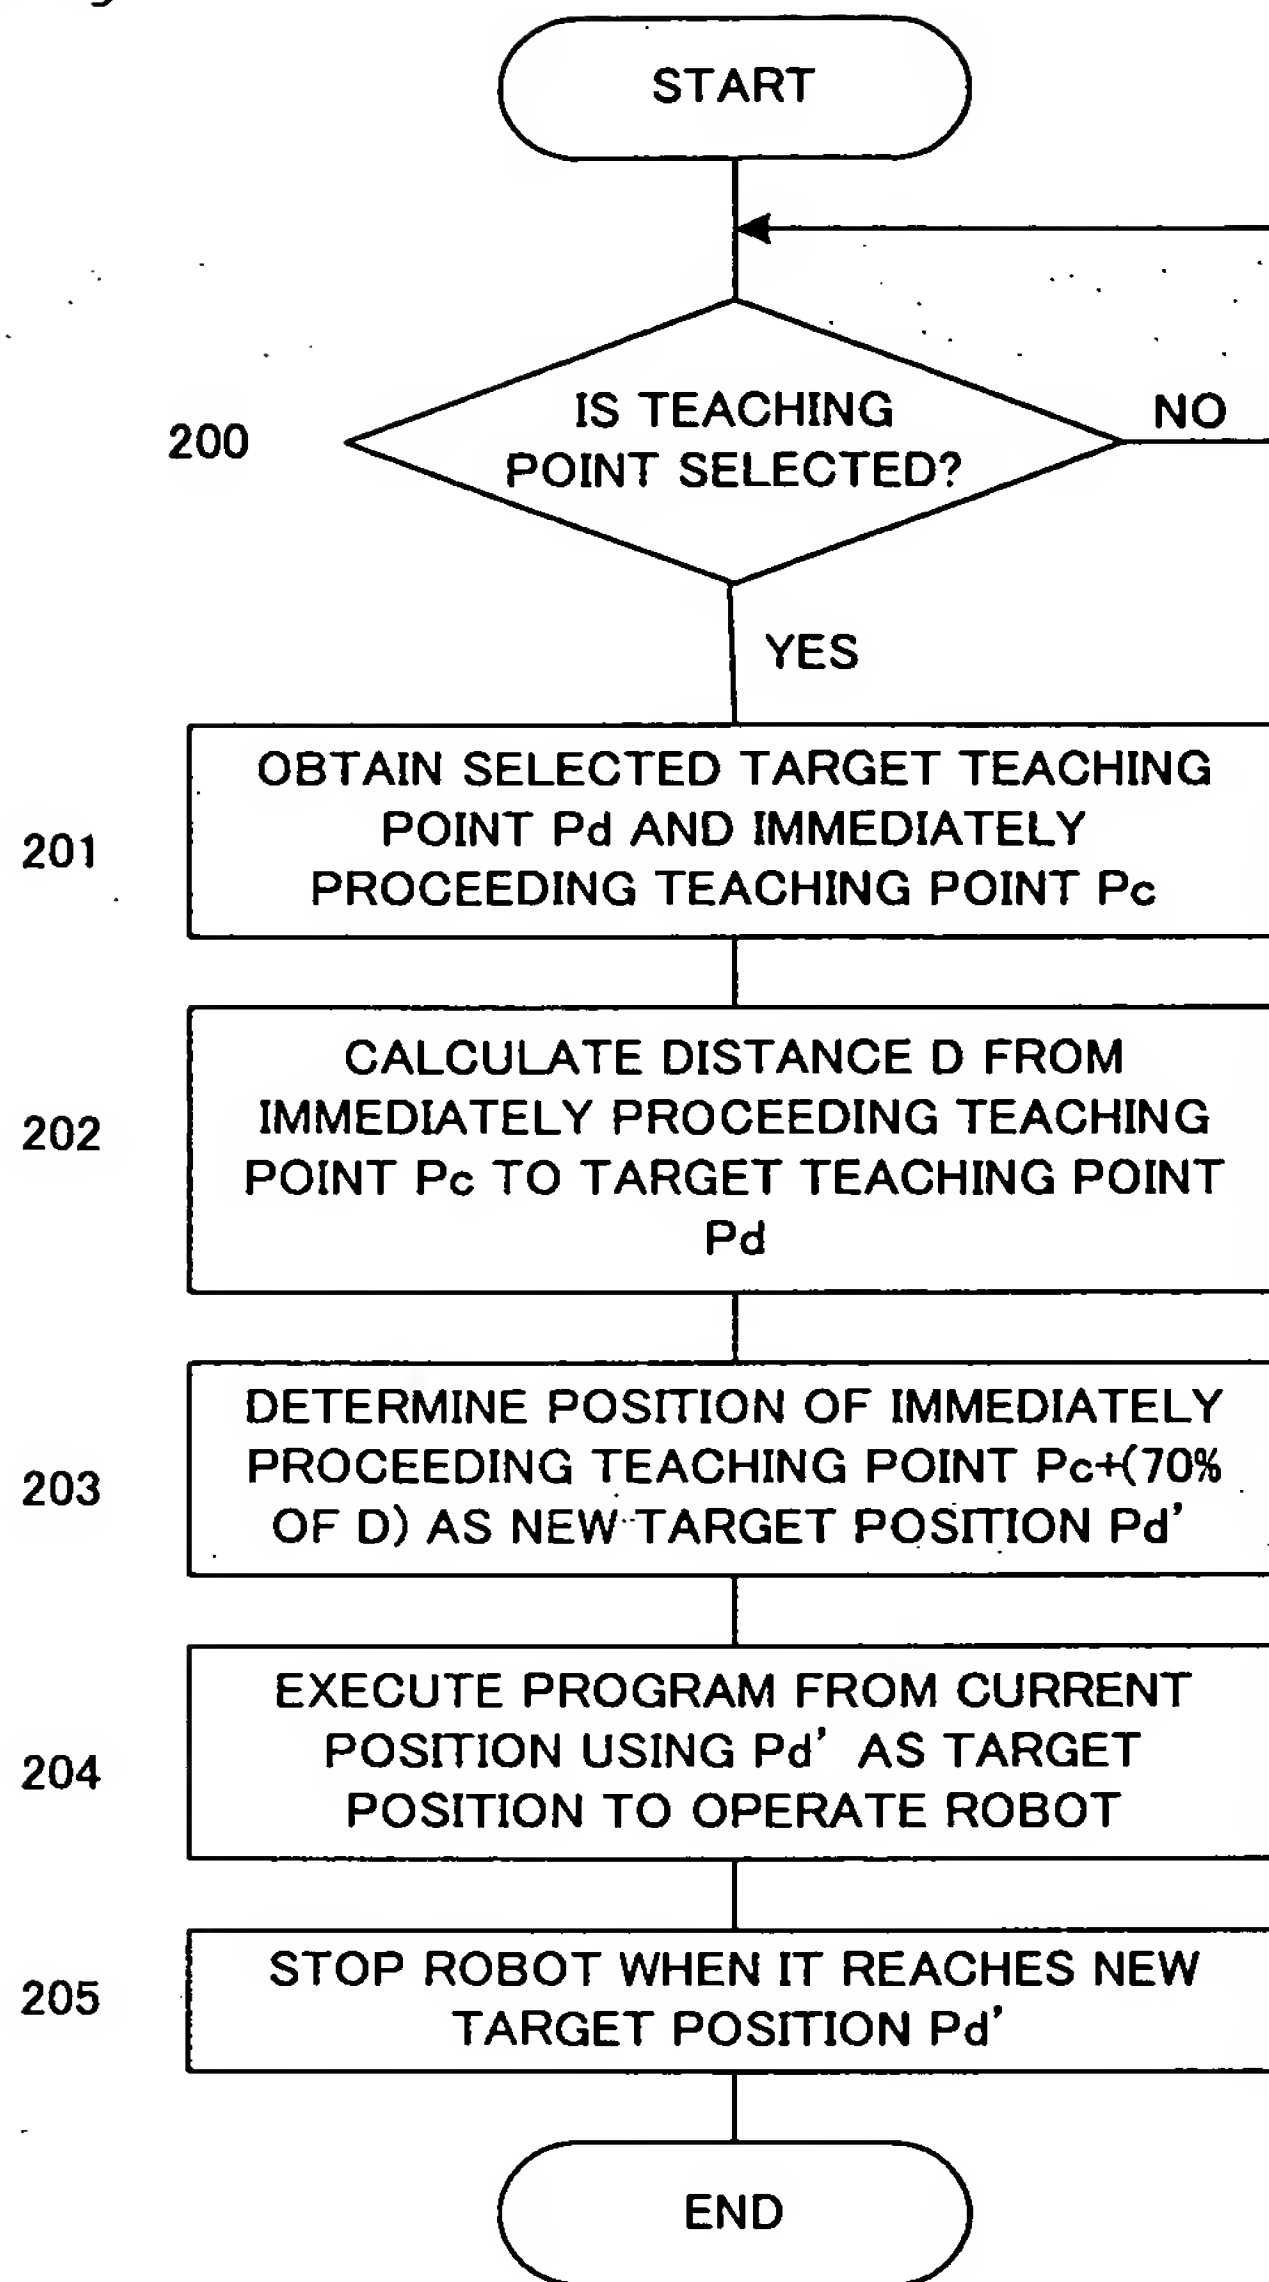 START
IS TEACHING
POINT SELECTED?
NO
200
YES
OBTAIN SELECTED TARGET TEACHING
POINT Pd AND IMMEDIATELY
PROCEEDING TEACHING POINT Pc
201
CALCULATE DISTANCE D FROM
IMMEDIATELY PROCEEDING TEACHING
POINT Pc TO TARGET TEACHING POINT
Pd
202
DETERMINE POSITION OF IMMEDIATELY
PROCEEDING TEACHING POINT Pc+(70%
OF D) AS NEW TARGET POSITION Pd'
203
EXECUTE PROGRAM FROM CURRENT
POSITION USING Pd' AS TARGET
POSITION TO OPERATE ROBOT
204
STOP ROBOT WHEN IT REACHES NEW
TARGET POSITION Pd'
205
END